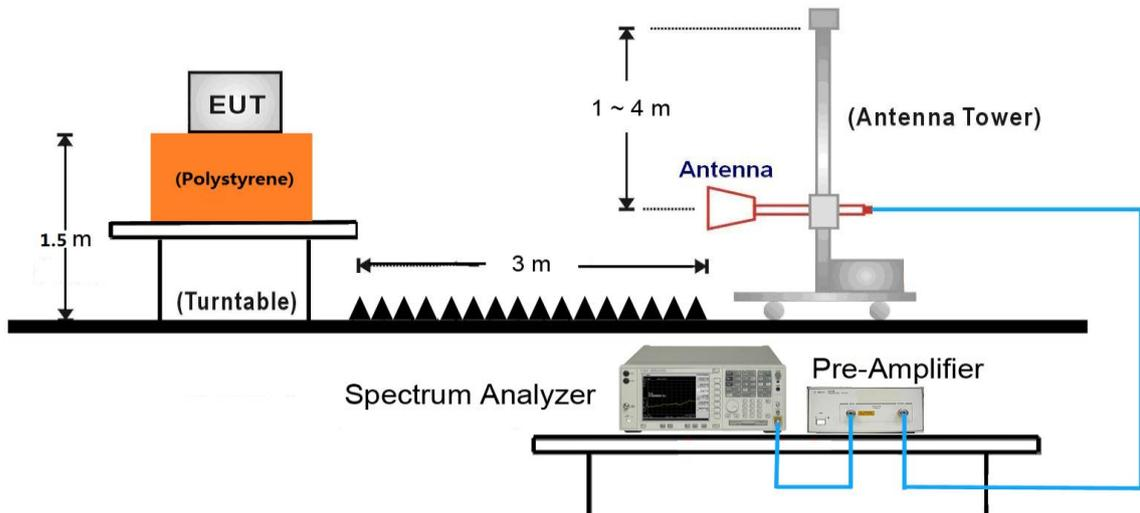 EUT
1 ~ 4 m
(Antenna Tower)
Antenna
(Polystyrene)
1.5 m
3 m
(Turntable)
Spectrum Analyzer
Pre-Amplifier